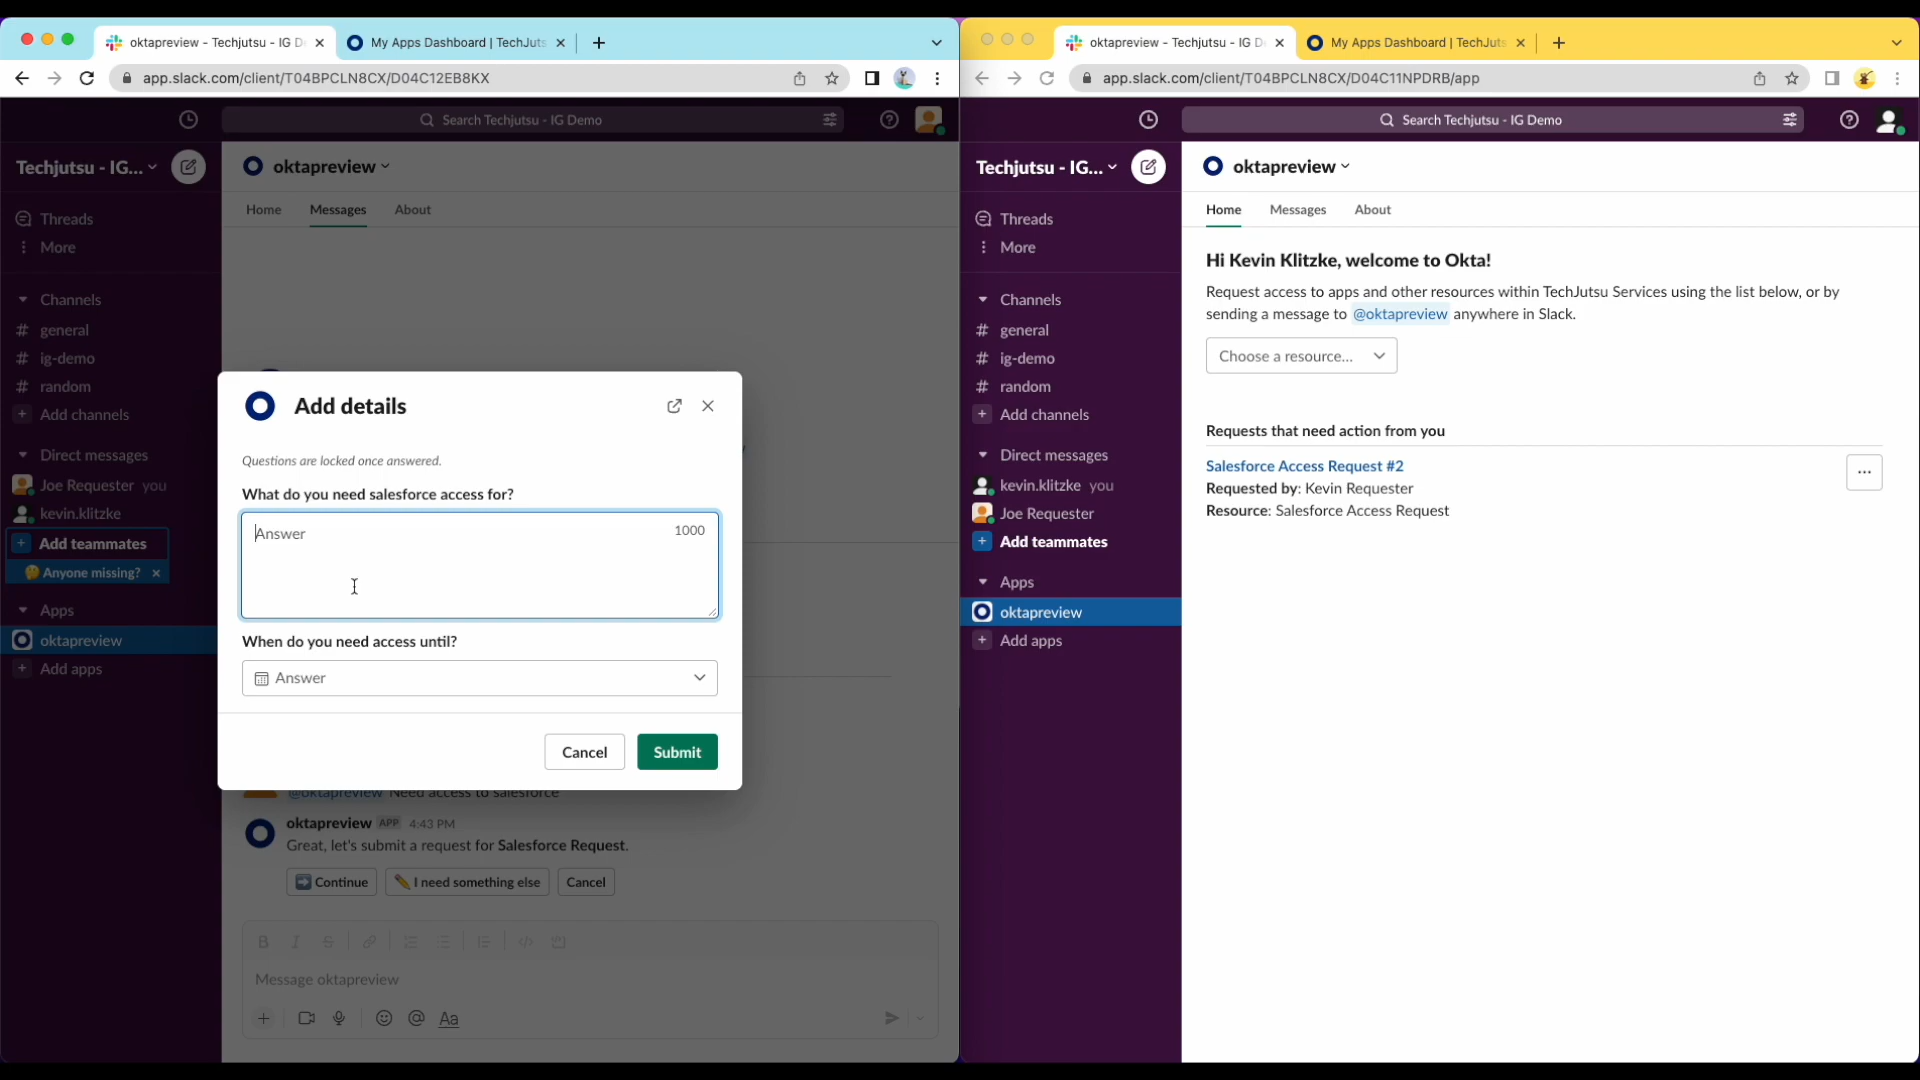 oktapreview - Techjutsu - IG D
My Apps Dashboard | TechJuts
app.slack.com/client/T04BPCLN8CX/D04C12EB8KX
Search Techjutsu - IG Demo
Techjutsu - IG...
Threads
More
Channels
# general
# ig-demo
# random
+ Add channels
Direct messages
Joe Requester you
kevin.klitzke
+ Add teammates
🤔 Anyone missing? ×
Apps
oktapreview
+ Add apps
oktapreview
Home Messages About
Add details
Questions are locked once answered.
What do you need salesforce access for?
Answer
1000
When do you need access until?
Answer
Cancel Submit
@oktapreview Need access to salesforce
oktapreview APP 4:43 PM
Great, let's submit a request for Salesforce Request.
➡️ Continue ✏️ I need something else Cancel
Message oktapreview
Aa
oktapreview - Techjutsu - IG D
My Apps Dashboard | TechJuts
app.slack.com/client/T04BPCLN8CX/D04C11NPDRB/app
Search Techjutsu - IG Demo
Techjutsu - IG...
Threads
More
Channels
# general
# ig-demo
# random
+ Add channels
Direct messages
kevin.klitzke you
Joe Requester
+ Add teammates
Apps
oktapreview
+ Add apps
oktapreview
Home Messages About
Hi Kevin Klitzke, welcome to Okta!
Request access to apps and other resources within TechJutsu Services using the list below, or by
sending a message to @oktapreview anywhere in Slack.
Choose a resource...
Requests that need action from you
Salesforce Access Request #2
Requested by: Kevin Requester
Resource: Salesforce Access Request